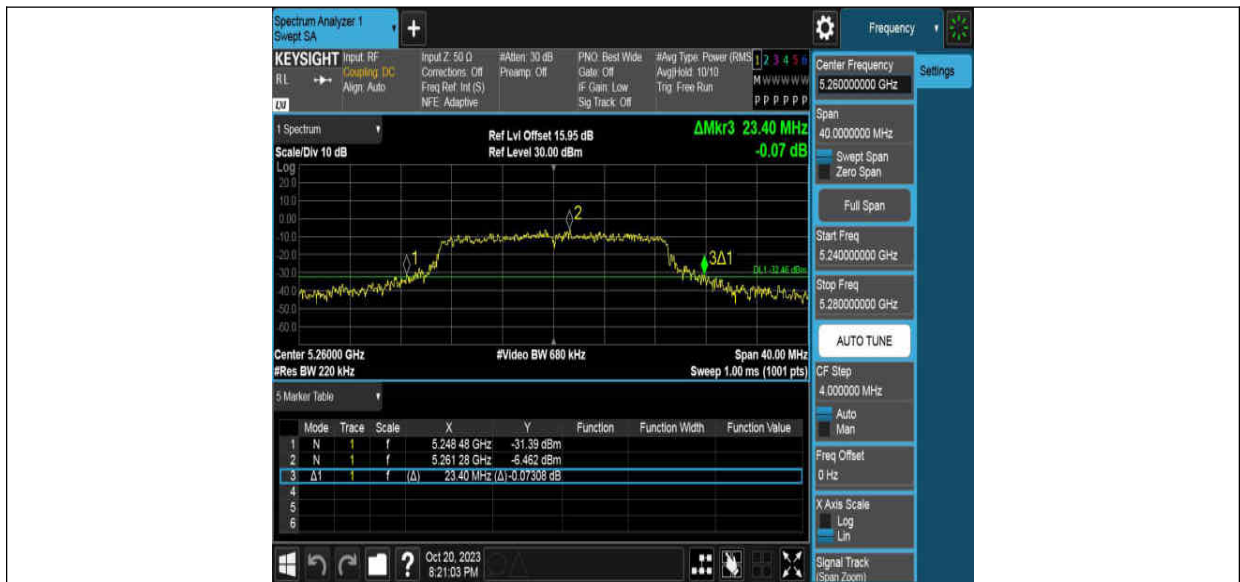 Spectrum Analyzer 1
Swept SA
+
Frequency
KEYSIGHT
RL
LXI
Input: RF
Coupling: DC
Align: Auto
Input Z: 50 Ω
Corrections: Off
Freq Ref: Int (S)
NFE: Adaptive
#Atten: 30 dB
Preamp: Off
PNO: Best Wide
Gate: Off
IF Gain: Low
Sig Track: Off
#Avg Type: Power (RMS
Avg|Hold: 10/10
Trig: Free Run
1 2 3 4 5 6
M W W W W W
P P P P P P
1 Spectrum
Scale/Div 10 dB
Log
Ref Lvl Offset 15.95 dB
Ref Level 30.00 dBm
ΔMkr3 23.40 MHz
-0.07 dB
20.0
10.0
0.00
-10.0
-20.0
-30.0
-40.0
-50.0
-60.0
1
2
3Δ1
DL1 -32.46 dBm
Center 5.26000 GHz
#Video BW 680 kHz
Span 40.00 MHz
#Res BW 220 kHz
Sweep 1.00 ms (1001 pts)
5 Marker Table
Mode Trace Scale X Y Function Function Width Function Value
1 N 1 f 5.248 48 GHz -31.39 dBm
2 N 1 f 5.261 28 GHz -6.462 dBm
3 Δ1 1 f (Δ) 23.40 MHz (Δ) -0.07308 dB
4
5
6
?
Oct 20, 2023
8:21:03 PM
Center Frequency
5.260000000 GHz
Settings
Span
40.0000000 MHz
Swept Span
Zero Span
Full Span
Start Freq
5.240000000 GHz
Stop Freq
5.280000000 GHz
AUTO TUNE
CF Step
4.000000 MHz
Auto
Man
Freq Offset
0 Hz
X Axis Scale
Log
Lin
Signal Track
(Span Zoom)